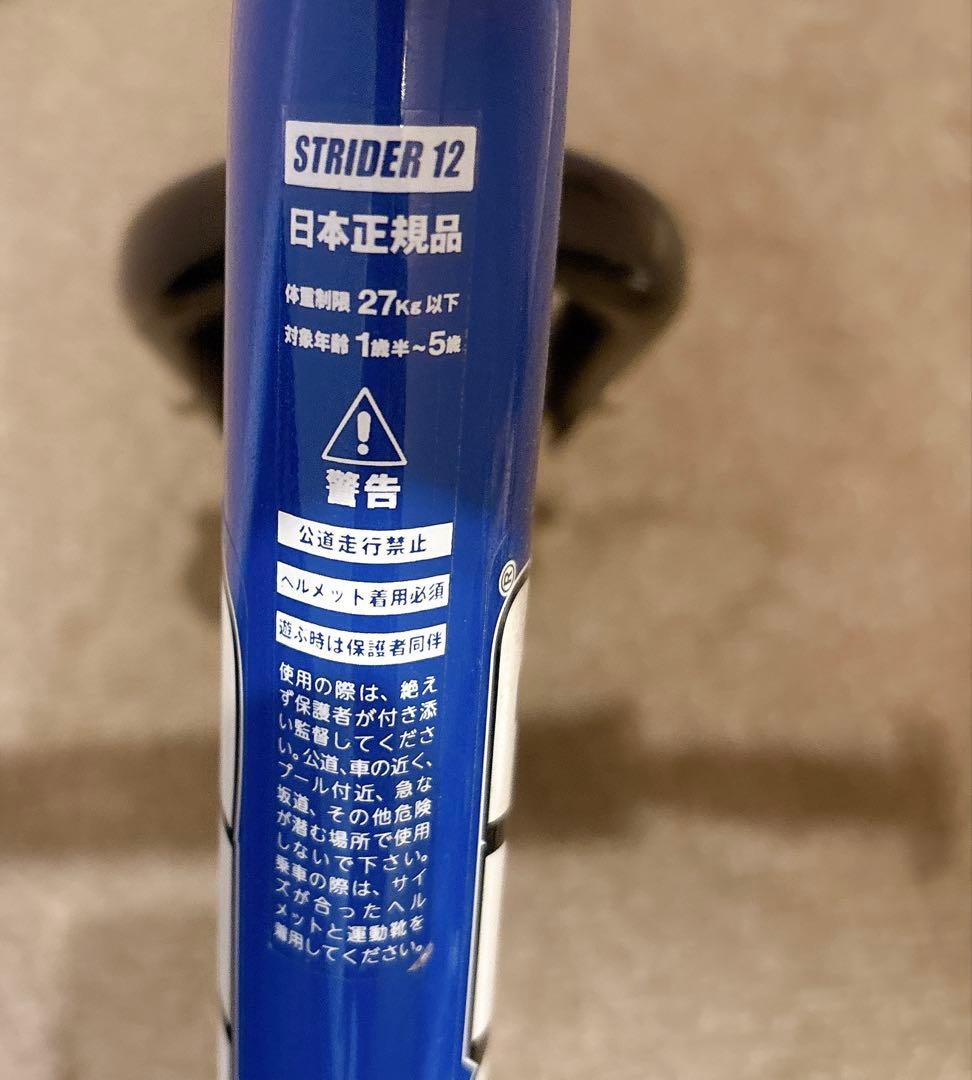 STRIDER 12
日本正規品
体重制限 27Kg 以下
対象年齢 1歳半～5歳
警告
公道走行禁止
ヘルメット着用必須
遊ぶ時は保護者同伴
使用の際は、絶え
ず保護者が付き添
い監督してくださ
い。公道、車の近く、
プール付近、急な
坂道、その他危険
が潜む場所で使用
しないで下さい。
乗車の際は、サイ
ズが合ったヘル
メットと運動靴を
着用してください。
®